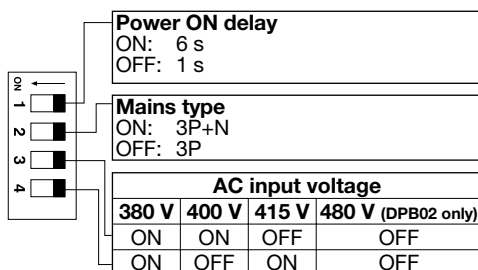 Power ON delay
ON: 6 s
OFF: 1 s
ON
1
2
3
4
Mains type
ON: 3P+N
OFF: 3P
AC input voltage
380 V 400 V 415 V 480 V (DPB02 only)
ON ON OFF OFF
ON OFF ON OFF